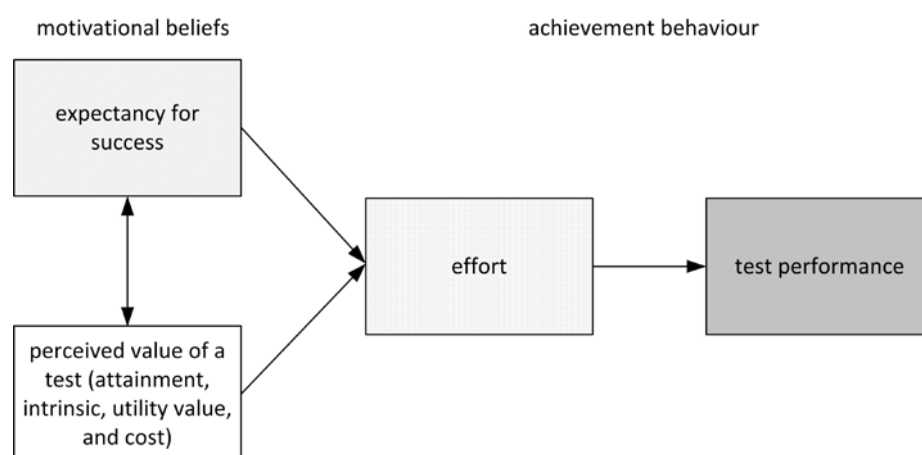 motivational beliefs
achievement behaviour
expectancy for
success
effort
test performance
perceived value of a
test (attainment,
intrinsic, utility value,
and cost)